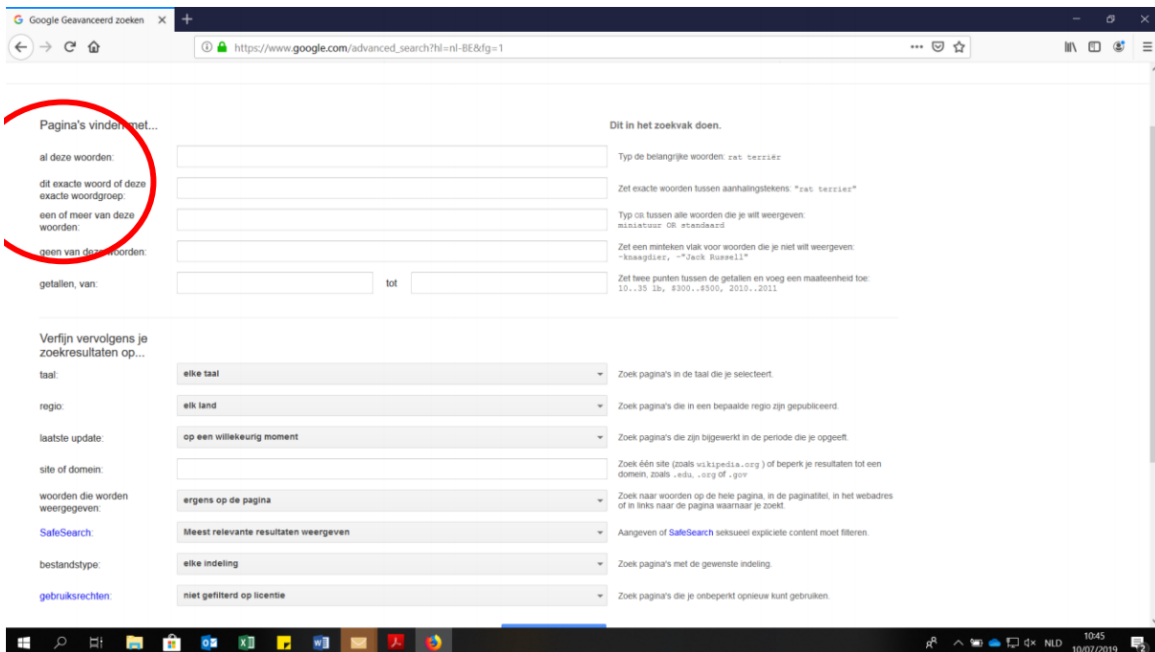 Google Geavanceerd zoeken
https://www.google.com/advanced_search?hl=nl-BE&fg=1
Pagina's vinden met...
Dit in het zoekvak doen.
al deze woorden:
Typ de belangrijke woorden: rat terriër
dit exacte woord of deze
exacte woordgroep:
Zet exacte woorden tussen aanhalingstekens: "rat terrier"
een of meer van deze
woorden:
Typ OR tussen alle woorden die je wilt weergeven:
miniatuur OR standaard
geen van deze woorden:
Zet een minteken vlak voor woorden die je niet wilt weergeven:
-knaagdier, -"Jack Russell"
getallen, van:
tot
Zet twee punten tussen de getallen en voeg een maateenheid toe:
10..35 lb, $300..$500, 2010..2011
Verfijn vervolgens je
zoekresultaten op...
taal:
elke taal
Zoek pagina's in de taal die je selecteert.
regio:
elk land
Zoek pagina's die in een bepaalde regio zijn gepubliceerd.
laatste update:
op een willekeurig moment
Zoek pagina's die zijn bijgewerkt in de periode die je opgeeft.
site of domein:
Zoek één site (zoals wikipedia.org ) of beperk je resultaten tot een
domein, zoals .edu, .org of .gov
woorden die worden
weergegeven:
ergens op de pagina
Zoek naar woorden op de hele pagina, in de paginatitel, in het webadres
of in links naar de pagina waarnaar je zoekt.
SafeSearch:
Meest relevante resultaten weergeven
Aangeven of SafeSearch seksueel expliciete content moet filteren.
bestandstype:
elke indeling
Zoek pagina's met de gewenste indeling.
gebruiksrechten:
niet gefilterd op licentie
Zoek pagina's die je onbeperkt opnieuw kunt gebruiken.
NLD
10:45
10/07/2019